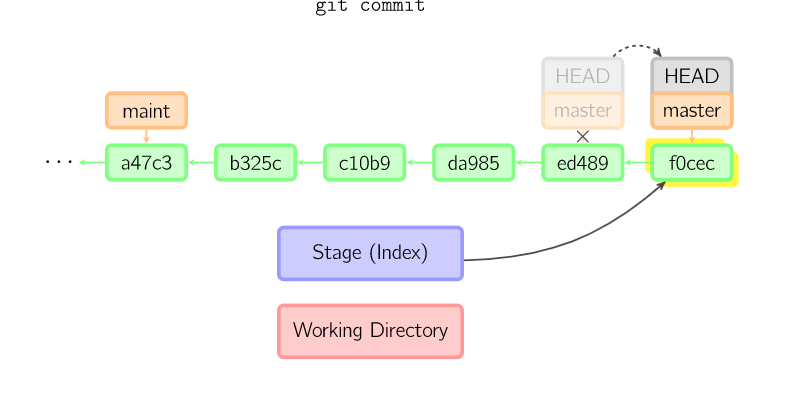 git commit
HEAD HEAD
maint master master
··· a47c3 b325c c10b9 da985 ed489 f0cec
Stage (Index)
Working Directory